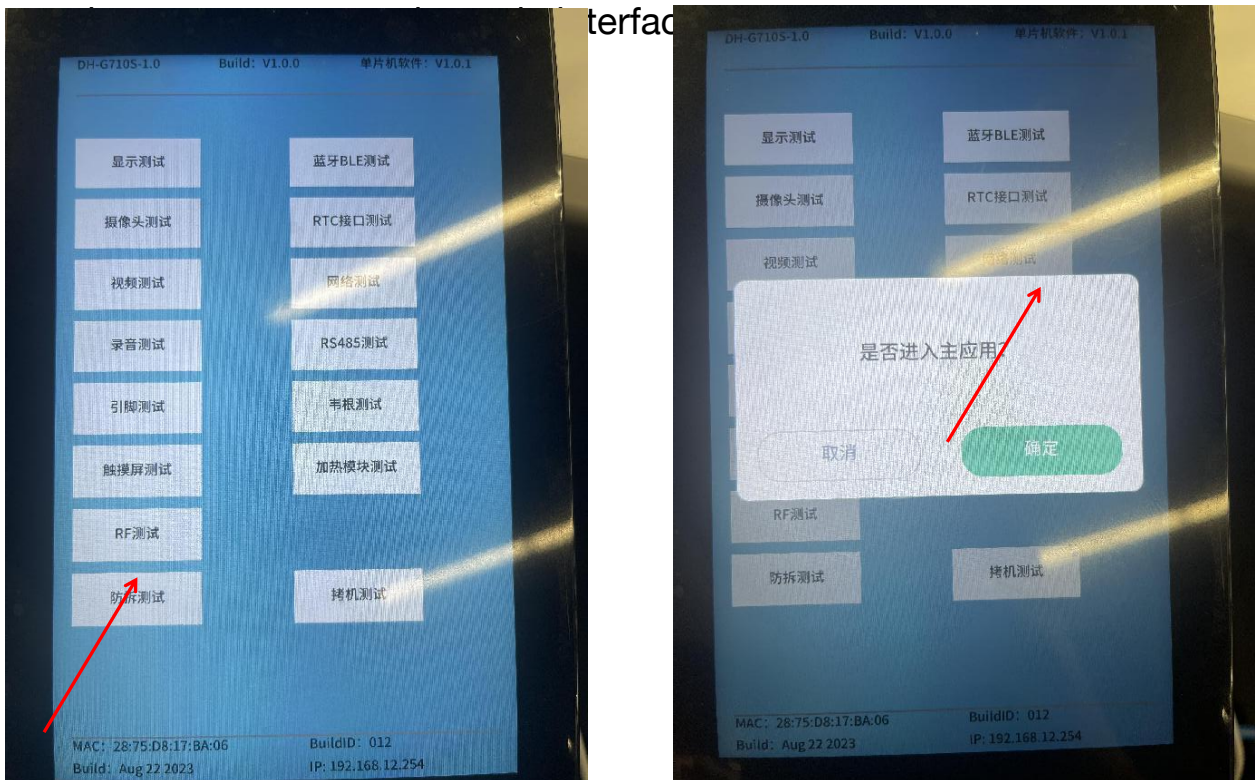 terfac
DH-G710S-1.0 Build: V1.0.0 单片机软件: V1.0.1
显示测试 蓝牙BLE测试
摄像头测试 RTC接口测试
视频测试 网络测试
录音测试 RS485测试
引脚测试 韦根测试
触摸屏测试 加热模块测试
RF测试
防拆测试 拷机测试
MAC: 28:75:D8:17:BA:06 BuildID: 012
Build: Aug 22 2023 IP: 192.168.12.254
DH-G710S-1.0 Build: V1.0.0 单片机软件: V1.0.1
显示测试 蓝牙BLE测试
摄像头测试 RTC接口测试
视频测试 网络测试
是否进入主应用?
取消 确定
RF测试
防拆测试 拷机测试
MAC: 28:75:D8:17:BA:06 BuildID: 012
Build: Aug 22 2023 IP: 192.168.12.254